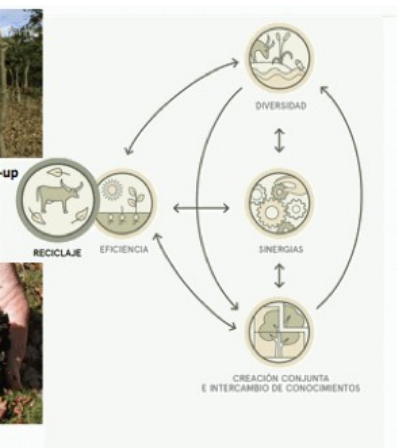 DIVERSIDAD
-up
RECICLAJE
EFICIENCIA
SINERGIAS
CREACIÓN CONJUNTA
E INTERCAMBIO DE CONOCIMIENTOS